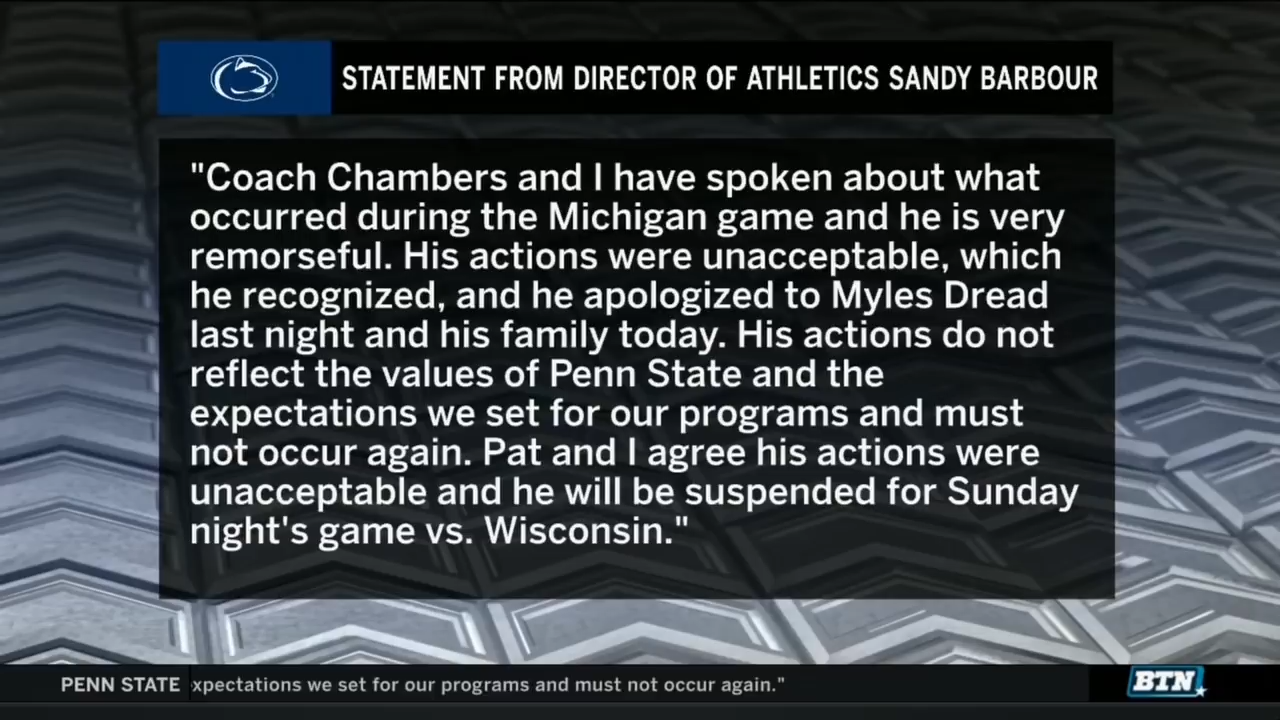 STATEMENT FROM DIRECTOR OF ATHLETICS SANDY BARBOUR
"Coach Chambers and I have spoken about what
occurred during the Michigan game and he is very
remorseful. His actions were unacceptable, which
he recognized, and he apologized to Myles Dread
last night and his family today. His actions do not
reflect the values of Penn State and the
expectations we set for our programs and must
not occur again. Pat and I agree his actions were
unacceptable and he will be suspended for Sunday
night's game vs. Wisconsin."
PENN STATE xpectations we set for our programs and must not occur again."
BTN